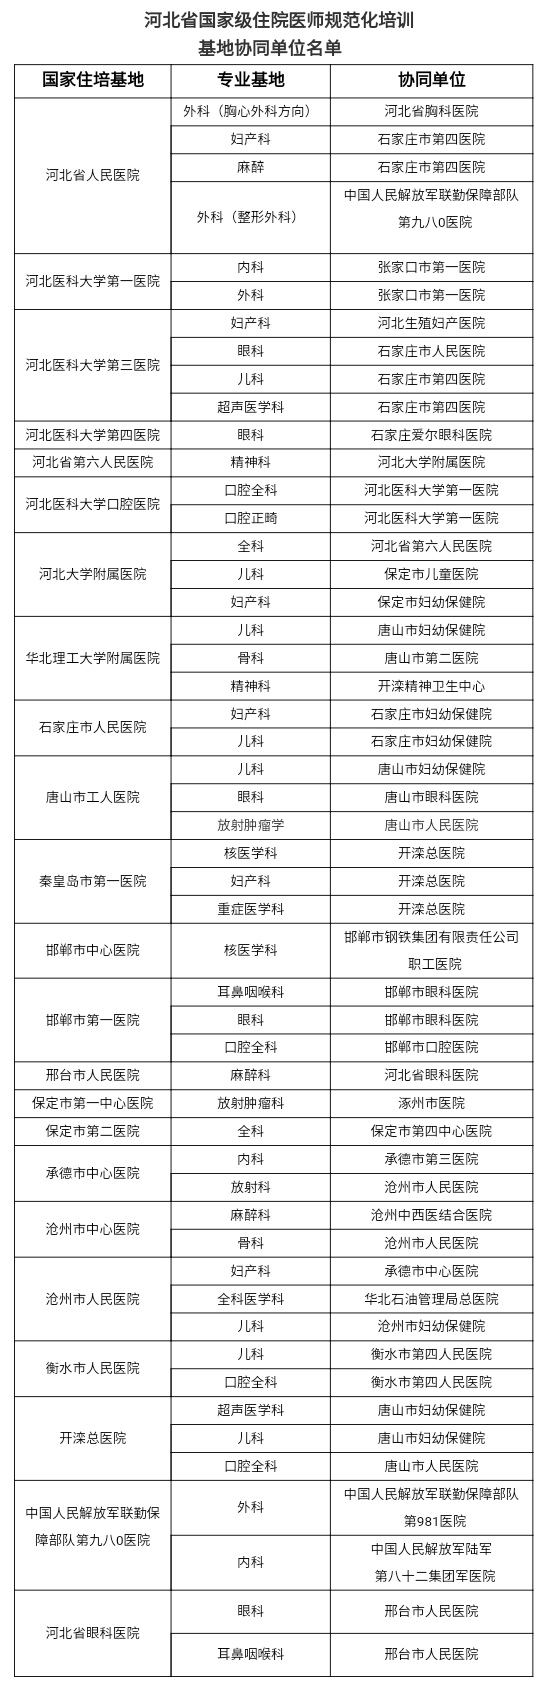 河北省国家级住院医师规范化培训
基地协同单位名单
国家住培基地 专业基地 协同单位
河北省人民医院 外科（胸心外科方向） 河北省胸科医院
妇产科 石家庄市第四医院
麻醉 石家庄市第四医院
外科（整形外科） 中国人民解放军联勤保障部队
第九八0医院
河北医科大学第一医院 内科 张家口市第一医院
外科 张家口市第一医院
河北医科大学第三医院 妇产科 河北生殖妇产医院
眼科 石家庄市人民医院
儿科 石家庄市第四医院
超声医学科 石家庄市第四医院
河北医科大学第四医院 眼科 石家庄爱尔眼科医院
河北省第六人民医院 精神科 河北大学附属医院
河北医科大学口腔医院 口腔全科 河北医科大学第一医院
口腔正畸 河北医科大学第一医院
河北大学附属医院 全科 河北省第六人民医院
儿科 保定市儿童医院
妇产科 保定市妇幼保健院
华北理工大学附属医院 儿科 唐山市妇幼保健院
骨科 唐山市第二医院
精神科 开滦精神卫生中心
石家庄市人民医院 妇产科 石家庄市妇幼保健院
儿科 石家庄市妇幼保健院
唐山市工人医院 儿科 唐山市妇幼保健院
眼科 唐山市眼科医院
放射肿瘤学 唐山市人民医院
秦皇岛市第一医院 核医学科 开滦总医院
妇产科 开滦总医院
重症医学科 开滦总医院
邯郸市中心医院 核医学科 邯郸市钢铁集团有限责任公司
职工医院
邯郸市第一医院 耳鼻咽喉科 邯郸市眼科医院
眼科 邯郸市眼科医院
口腔全科 邯郸市口腔医院
邢台市人民医院 麻醉科 河北省眼科医院
保定市第一中心医院 放射肿瘤科 涿州市医院
保定市第二医院 全科 保定市第四中心医院
承德市中心医院 内科 承德市第三医院
放射科 沧州市人民医院
沧州市中心医院 麻醉科 沧州中西医结合医院
骨科 沧州市人民医院
沧州市人民医院 妇产科 承德市中心医院
全科医学科 华北石油管理局总医院
儿科 沧州市妇幼保健院
衡水市人民医院 儿科 衡水市第四人民医院
口腔全科 衡水市第四人民医院
开滦总医院 超声医学科 唐山市妇幼保健院
儿科 唐山市妇幼保健院
口腔全科 唐山市人民医院
中国人民解放军联勤保
障部队第九八0医院 外科 中国人民解放军联勤保障部队
第981医院
内科 中国人民解放军陆军
第八十二集团军医院
河北省眼科医院 眼科 邢台市人民医院
耳鼻咽喉科 邢台市人民医院